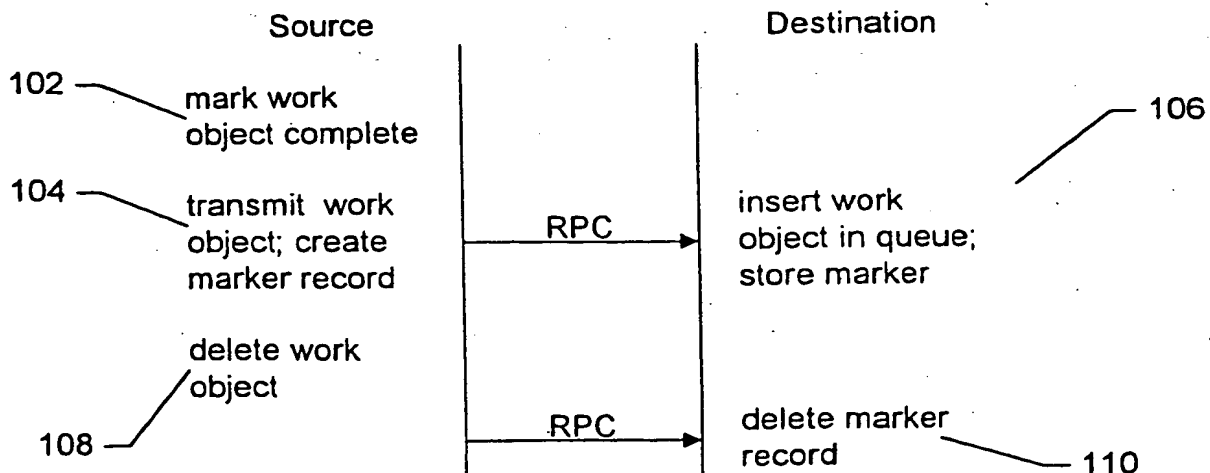 Source
Destination
102
mark work
object complete
106
104
transmit work
object; create
marker record
RPC
insert work
object in queue;
store marker
delete work
object
108
RPC
delete marker
record
110